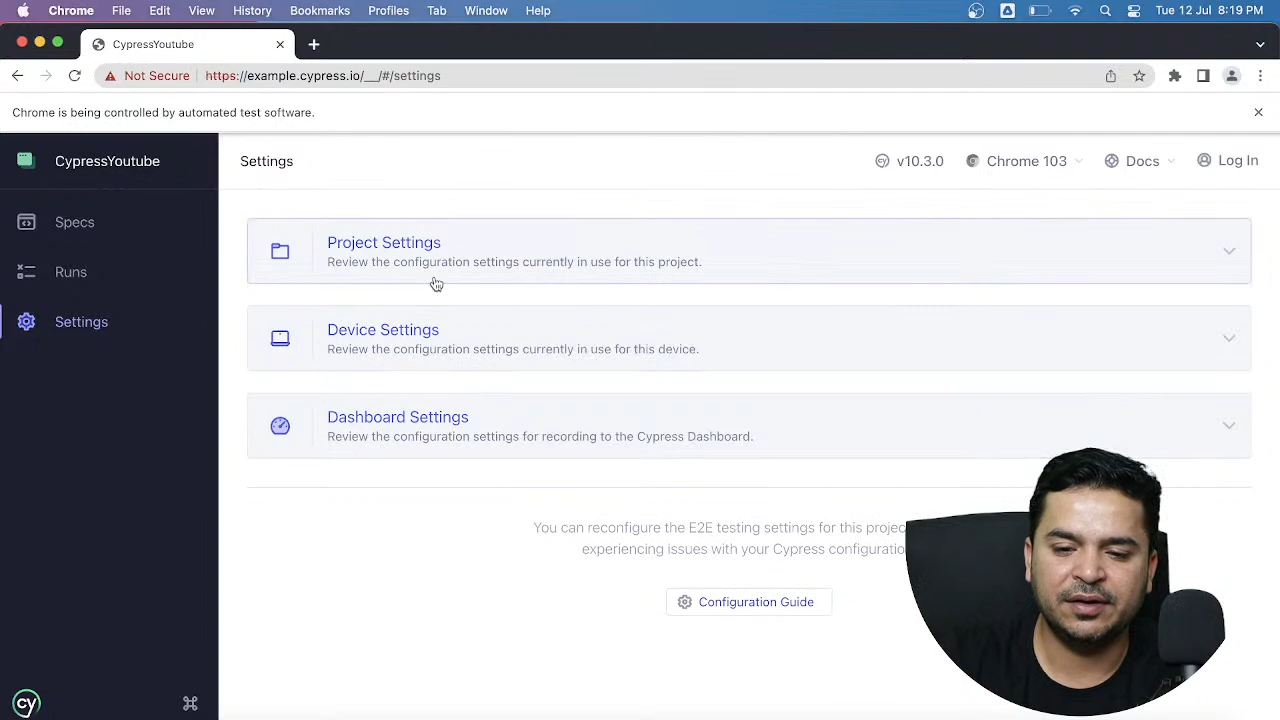 Chrome File Edit View History Bookmarks Profiles Tab Window Help Tue 12 Jul 8:19 PM
CypressYoutube
Not Secure https://example.cypress.io/__/#/settings
Chrome is being controlled by automated test software.
CypressYoutube
Settings
v10.3.0 Chrome 103 Docs Log In
Specs
Runs
Settings
Project Settings
Review the configuration settings currently in use for this project.
Device Settings
Review the configuration settings currently in use for this device.
Dashboard Settings
Review the configuration settings for recording to the Cypress Dashboard.
You can reconfigure the E2E testing settings for this projec
experiencing issues with your Cypress configuratio
Configuration Guide
cy